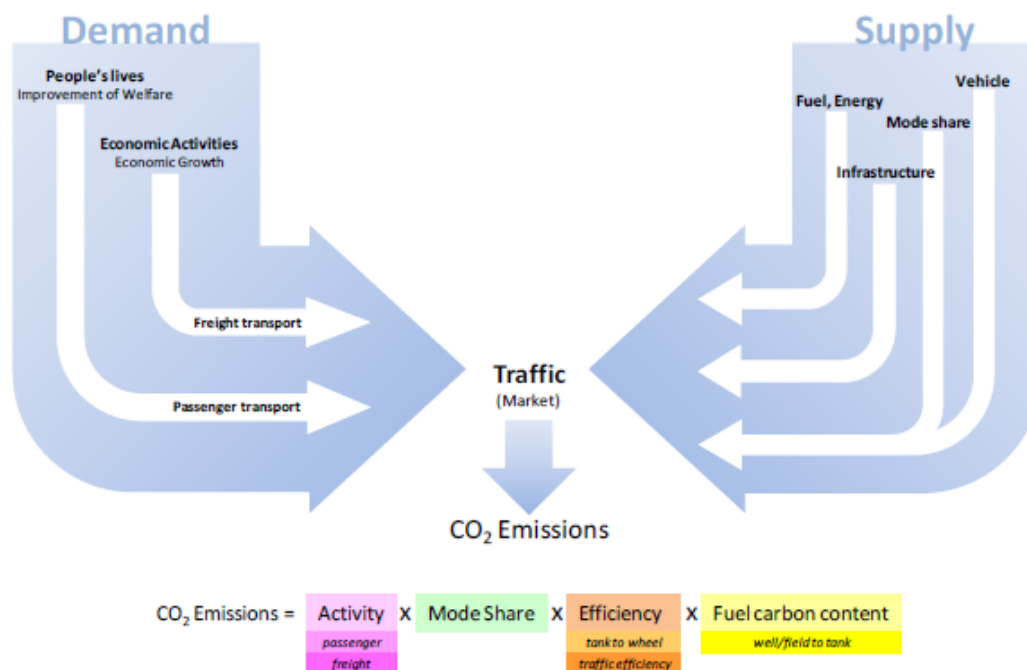 Demand
People's lives
Improvement of Welfare
Economic Activities
Economic Growth
Freight transport
Passenger transport
Supply
Vehicle
Fuel, Energy
Mode share
Infrastructure
Traffic
(Market)
CO₂ Emissions
CO₂ Emissions = Activity X Mode Share X Efficiency X Fuel carbon content
passenger tank to wheel well/field to tank
freight traffic efficiency